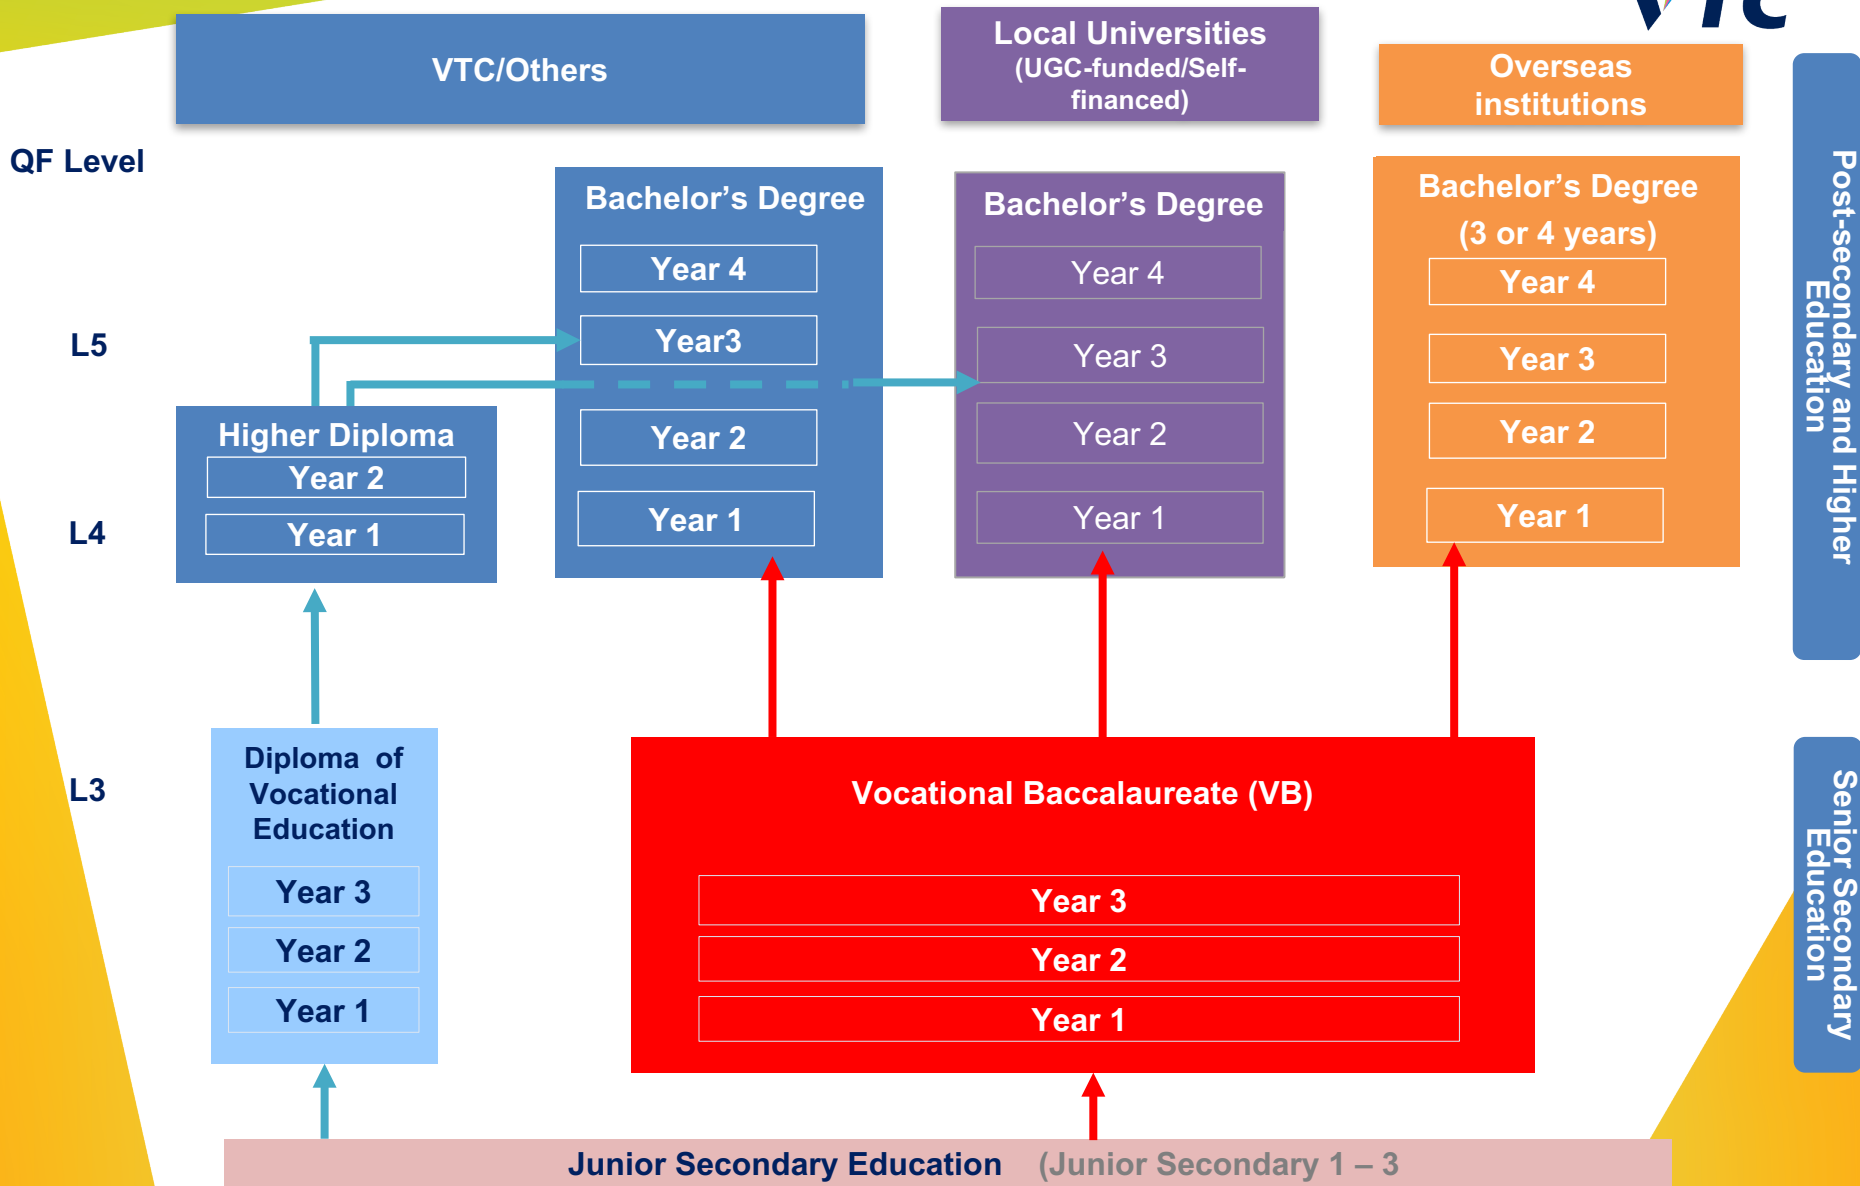 vtc
VTC/Others
Local Universities
(UGC-funded/Self-
financed)
Overseas
institutions
QF Level
Bachelor's Degree
Year 4
Year3
Year 2
Year 1
Bachelor's Degree
Year 4
Year 3
Year 2
Year 1
Bachelor's Degree
(3 or 4 years)
Year 4
Year 3
Year 2
Year 1
L5
Higher Diploma
Year 2
Year 1
L4
Post-secondary and Higher
Education
L3
Diploma of
Vocational
Education
Year 3
Year 2
Year 1
Vocational Baccalaureate (VB)
Year 3
Year 2
Year 1
Senior Secondary
Education
Junior Secondary Education (Junior Secondary 1 – 3